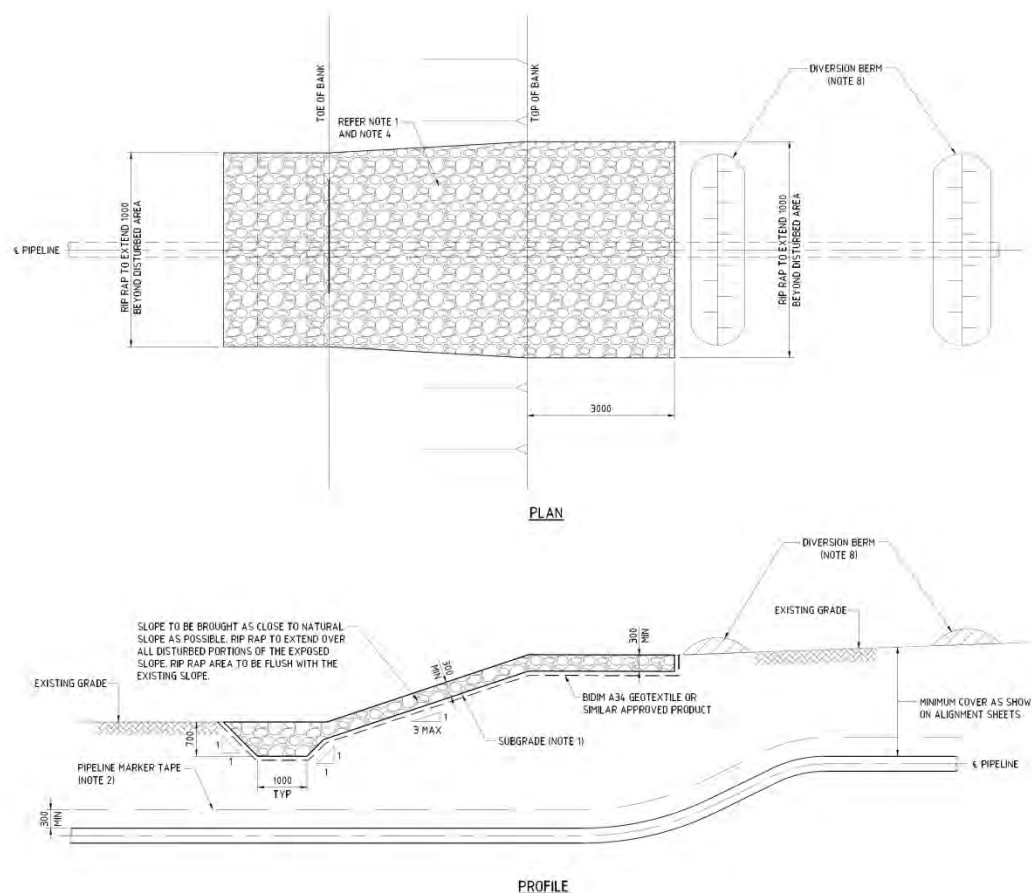 TOE OF BANK
TOP OF BANK
DIVERSION BERM
(NOTE 8)
REFER NOTE 1
AND NOTE 4
RIP RAP TO EXTEND 1000
BEYOND DISTURBED AREA
℄ PIPELINE
RIP RAP TO EXTEND 1000
BEYOND DISTURBED AREA
3000
PLAN
DIVERSION BERM
(NOTE 8)
EXISTING GRADE
SLOPE TO BE BROUGHT AS CLOSE TO NATURAL
SLOPE AS POSSIBLE. RIP RAP TO EXTEND OVER
ALL DISTURBED PORTIONS OF THE EXPOSED
SLOPE. RIP RAP AREA TO BE FLUSH WITH THE
EXISTING SLOPE.
300
MIN
300
MIN
EXISTING GRADE
BIDIM A34 GEOTEXTILE OR
SIMILAR APPROVED PRODUCT
MINIMUM COVER AS SHOW
ON ALIGNMENT SHEETS
1
3 MAX
SUBGRADE (NOTE 1)
700
1
1
1
1
1000
TYP
PIPELINE MARKER TAPE
(NOTE 2)
℄ PIPELINE
300
MIN
PROFILE